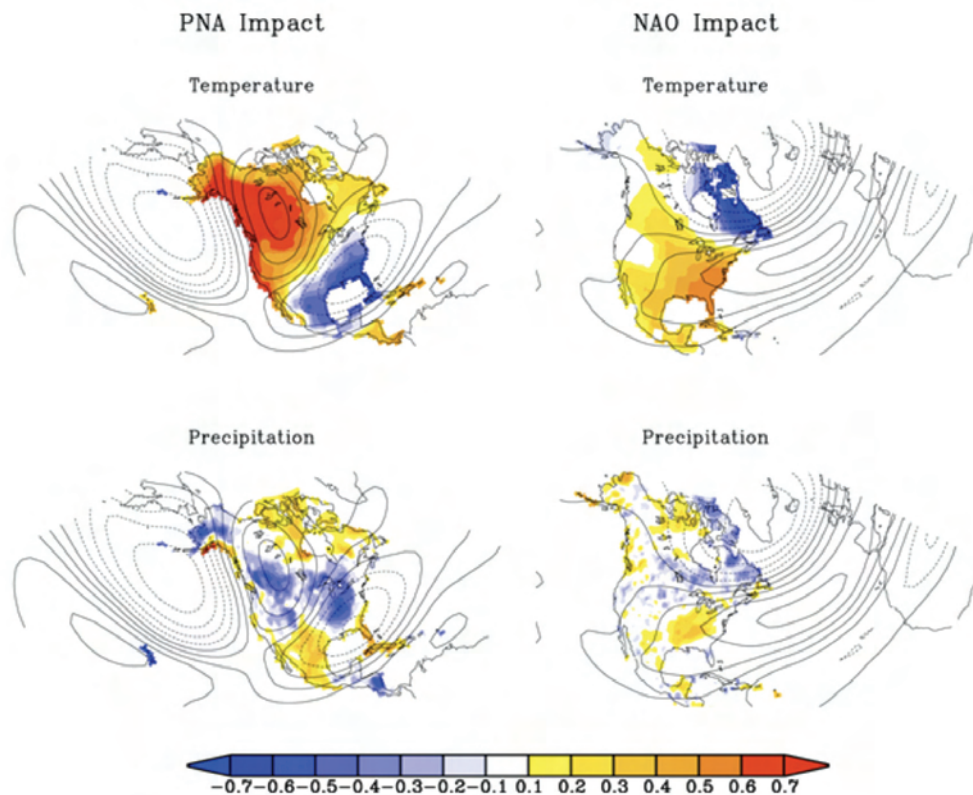 PNA Impact
NAO Impact
Temperature
Temperature
Precipitation
Precipitation
-0.7-0.6-0.5-0.4-0.3-0.2-0.1 0.1 0.2 0.3 0.4 0.5 0.6 0.7